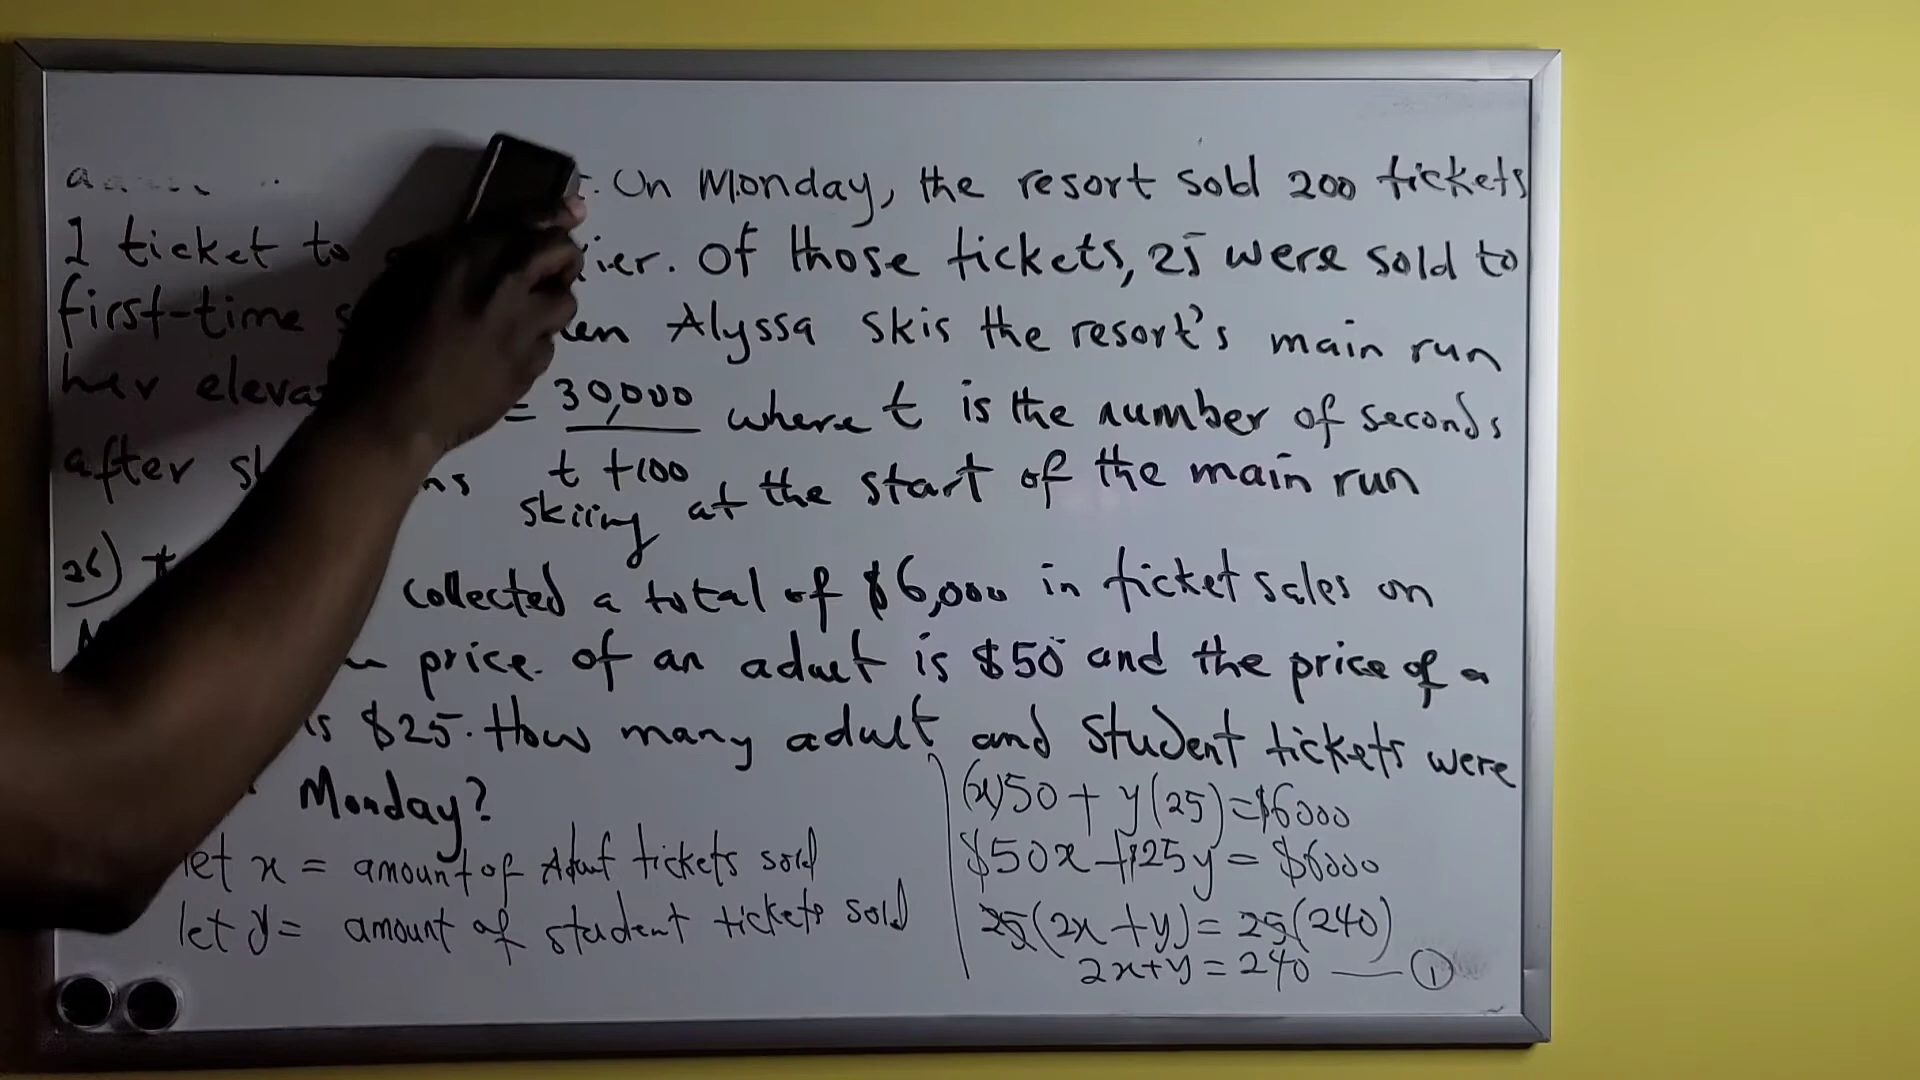 On Monday, the resort sold 200 tickets
1 ticket to Of those tickets, 25 were sold to
first-time Alyssa skis the resort's main run
her = 30,000 where t is the number of seconds
after t + 100
skiing at the start of the main run
26) collected a total of $6,000 in ticket sales on
price of an adult is $50 and the price of a
is $25. How many adult and student tickets were
Monday?
let x = amount of Adult tickets sold
let y = amount of student tickets sold
(x)50 + y(25) = $6000
$50x + $25y = $6000
25(2x + y) = 25(240)
2x + y = 240 — ①